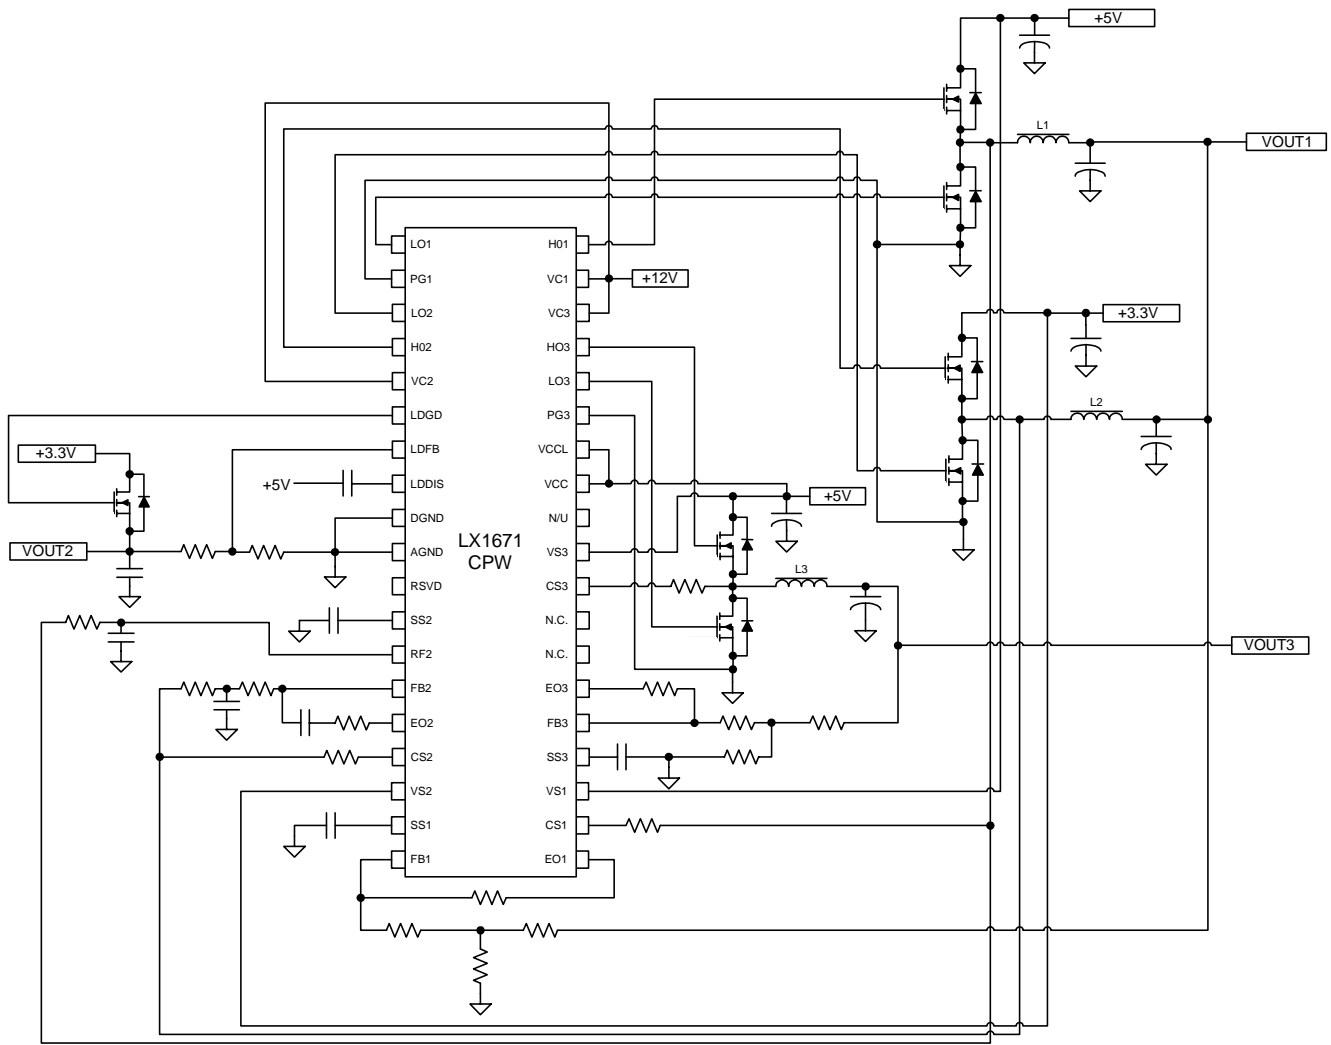 +5V
L1
VOUT1
LO1
H01
PG1
VC1
+12V
LO2
VC3
+3.3V
H02
HO3
VC2
LO3
L2
LDGD
PG3
+3.3V
LDFB
VCCL
+5V
LDDIS
VCC
+5V
DGND
N/U
LX1671
CPW
VOUT2
AGND
VS3
L3
RSVD
CS3
SS2
N.C.
VOUT3
RF2
N.C.
FB2
EO3
EO2
FB3
CS2
SS3
VS2
VS1
SS1
CS1
FB1
EO1